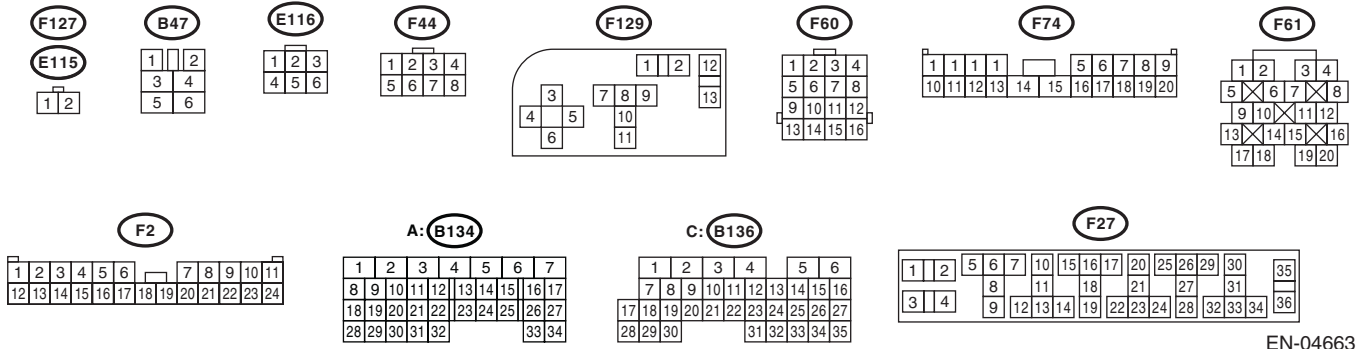 F127 B47 E116 F44 F129 F60 F74 F61
E115
1 2
1 2
3 4
5 6
1 2 3
4 5 6
1 2 3 4
5 6 7 8
1 2 12
3 7 8 9 13
4 5 10
6 11
1 2 3 4
5 6 7 8
9 10 11 12
13 14 15 16
1 1 1 1 5 6 7 8 9
10 11 12 13 14 15 16 17 18 19 20
1 2 3 4
5 6 7 8
9 10 11 12
13 14 15 16
17 18 19 20
F2 A: B134 C: B136 F27
1 2 3 4 5 6 7 8 9 10 11
12 13 14 15 16 17 18 19 20 21 22 23 24
1 2 3 4 5 6 7
8 9 10 11 12 13 14 15 16 17
18 19 20 21 22 23 24 25 26 27
28 29 30 31 32 33 34
1 2 3 4 5 6
7 8 9 10 11 12 13 14 15 16
17 18 19 20 21 22 23 24 25 26 27
28 29 30 31 32 33 34 35
1 2 5 6 7 10 15 16 17 20 25 26 29 30 35
8 11 18 21 27 31
3 4 9 12 13 14 19 22 23 24 28 32 33 34 36
EN-04663